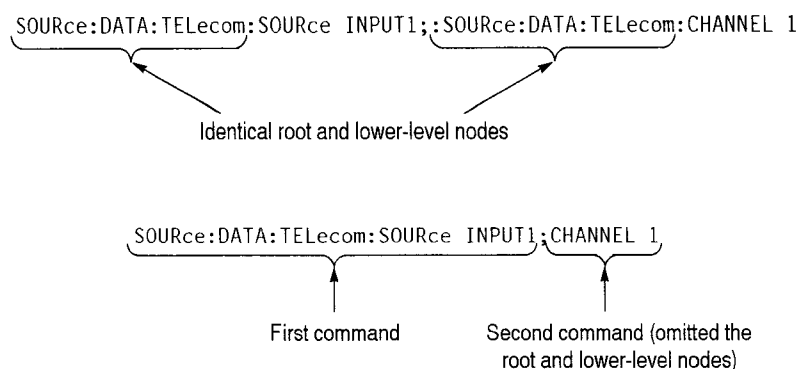 SOURce:DATA:TELecom:SOURce INPUT1;:SOURce:DATA:TELecom:CHANNEL 1
Identical root and lower-level nodes
SOURce:DATA:TELecom:SOURce INPUT1;CHANNEL 1
First command
Second command (omitted the
root and lower-level nodes)